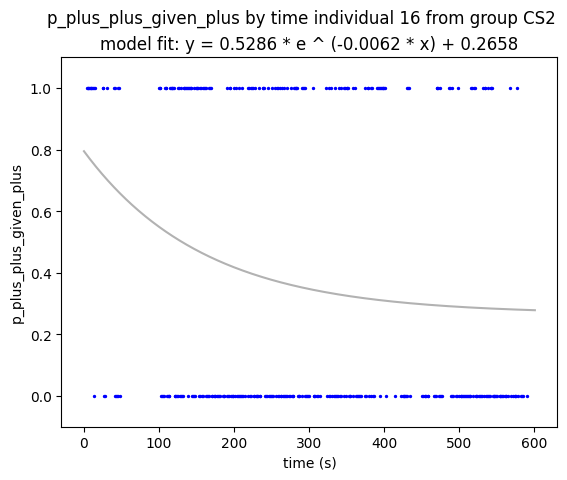 p_plus_plus_given_plus by time individual 16 from group CS2
model fit: y = 0.5286 * e ^ (-0.0062 * x) + 0.2658
1.0
0.8
0.6
0.4
0.2
0.0
p_plus_plus_given_plus
0 100 200 300 400 500 600
time (s)